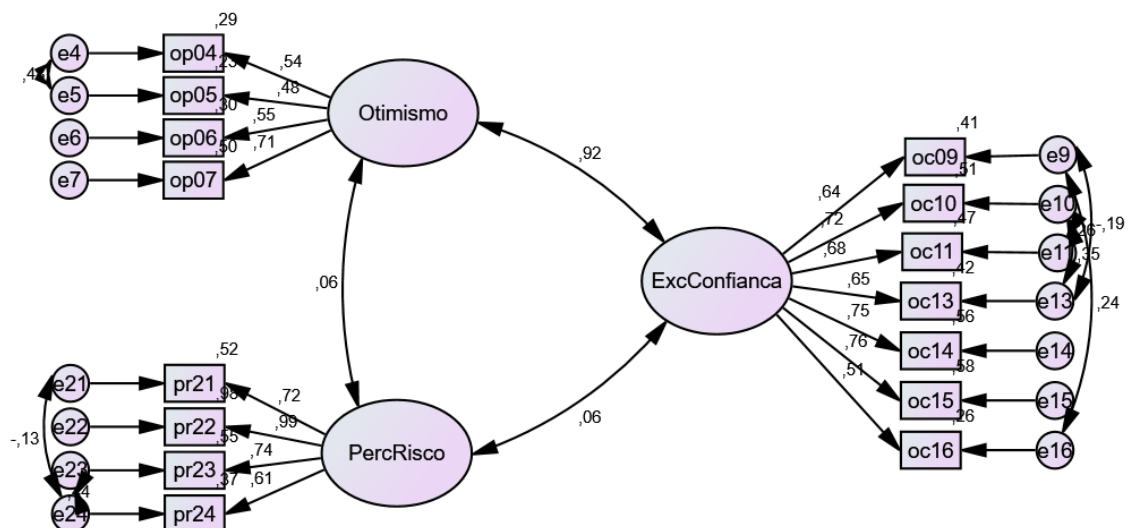 ,29
e4 op04 ,54
,23
e5 op05 ,48
,30
e6 op06 ,55
,50
e7 op07 ,71
Otimismo
,92
,06
,06
ExcConfianca
,41
,64 oc09 e9
,51
,72 oc10 e10
,47
,68 oc11 e11
,42
,65 oc13 e13
,56
,75 oc14 e14
,58
,76 oc15 e15
,26
,51 oc16 e16
-,19
,35
,24
,52
e21 pr21 ,72
,98
e22 pr22 ,99
,55
e23 pr23 ,74
,37
e24 pr24 ,61
-,13
PercRisco